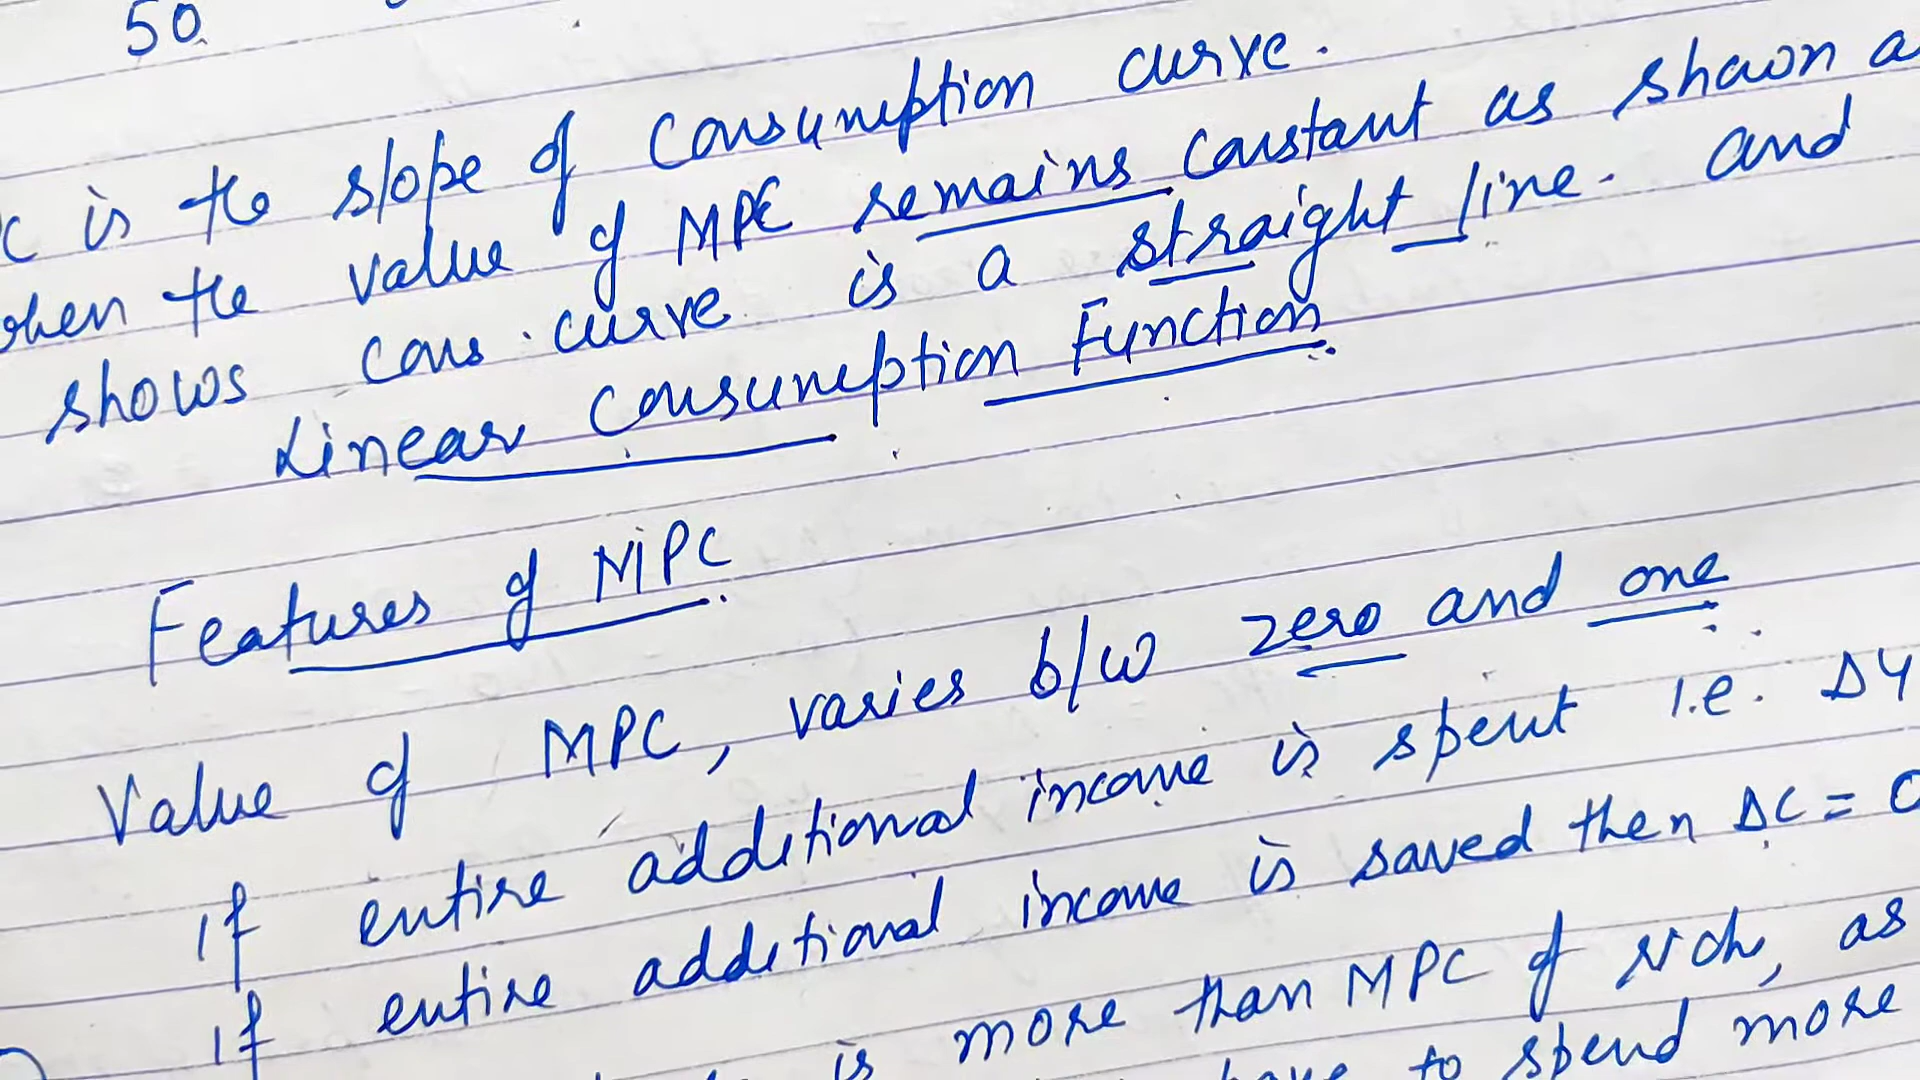 50
C is the slope of Consumption curve.
when the value of MPC remains constant as shown a
shows cons. curve is a straight line. and
Linear Consumption Function
Features of MPC
Value of MPC, varies b/w zero and one
If entire additional income is spent i.e. ΔY
If entire additional income is saved then ΔC = 0
is more than MPC of rich, as
have to spend more